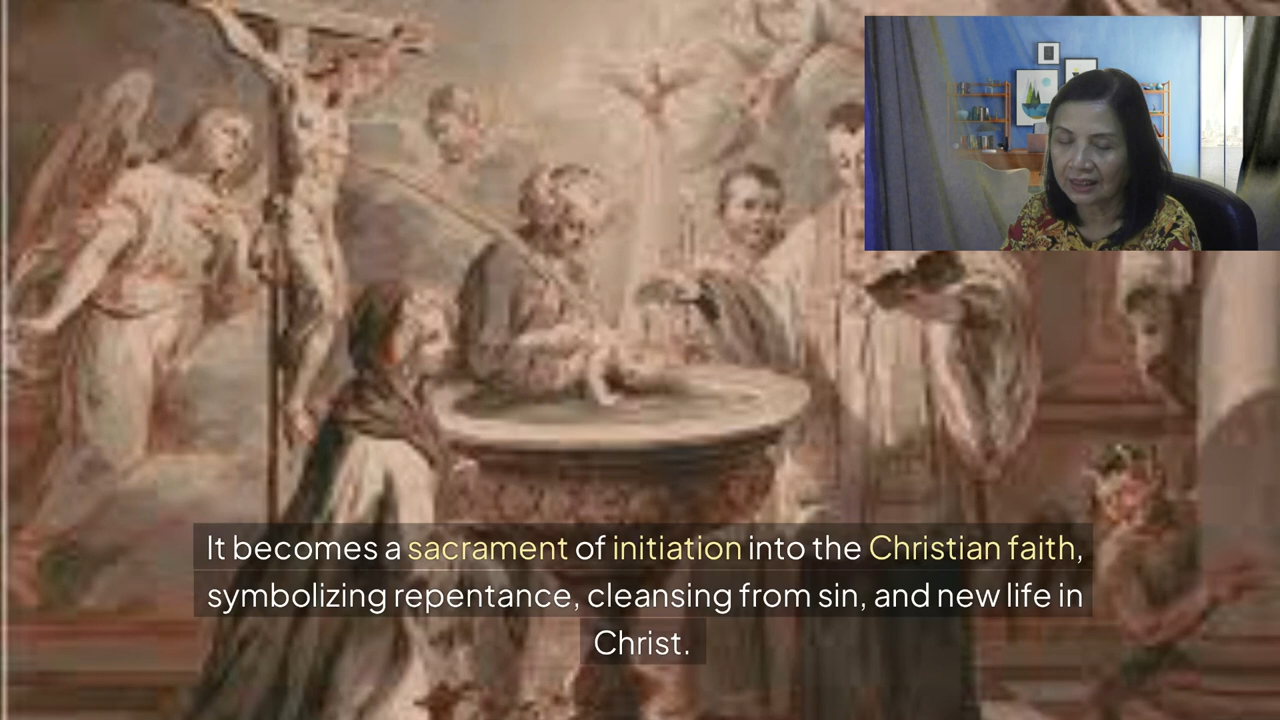 It becomes a sacrament of initiation into the Christian faith,
symbolizing repentance, cleansing from sin, and new life in
Christ.